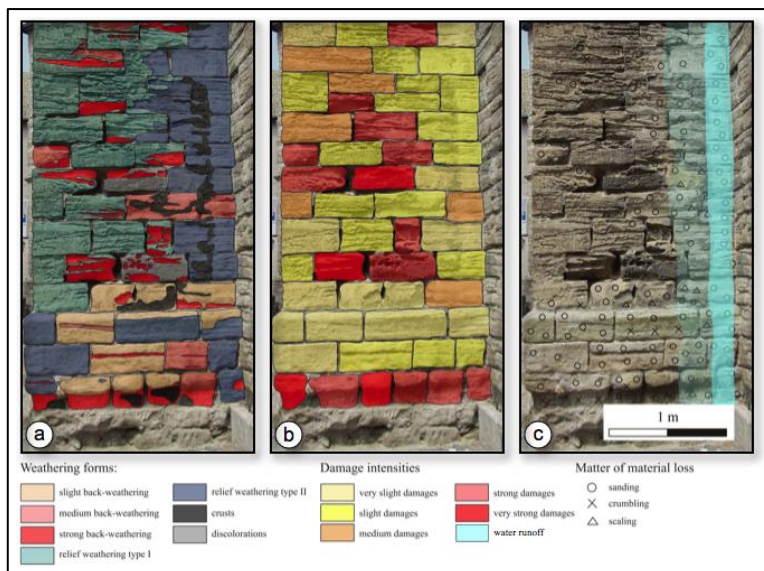 a
b
c
1 m
Weathering forms:
slight back-weathering
medium back-weathering
strong back-weathering
relief weathering type I
relief weathering type II
crusts
discolorations
Damage intensities
very slight damages
slight damages
medium damages
strong damages
very strong damages
water runoff
Matter of material loss
sanding
crumbling
scaling